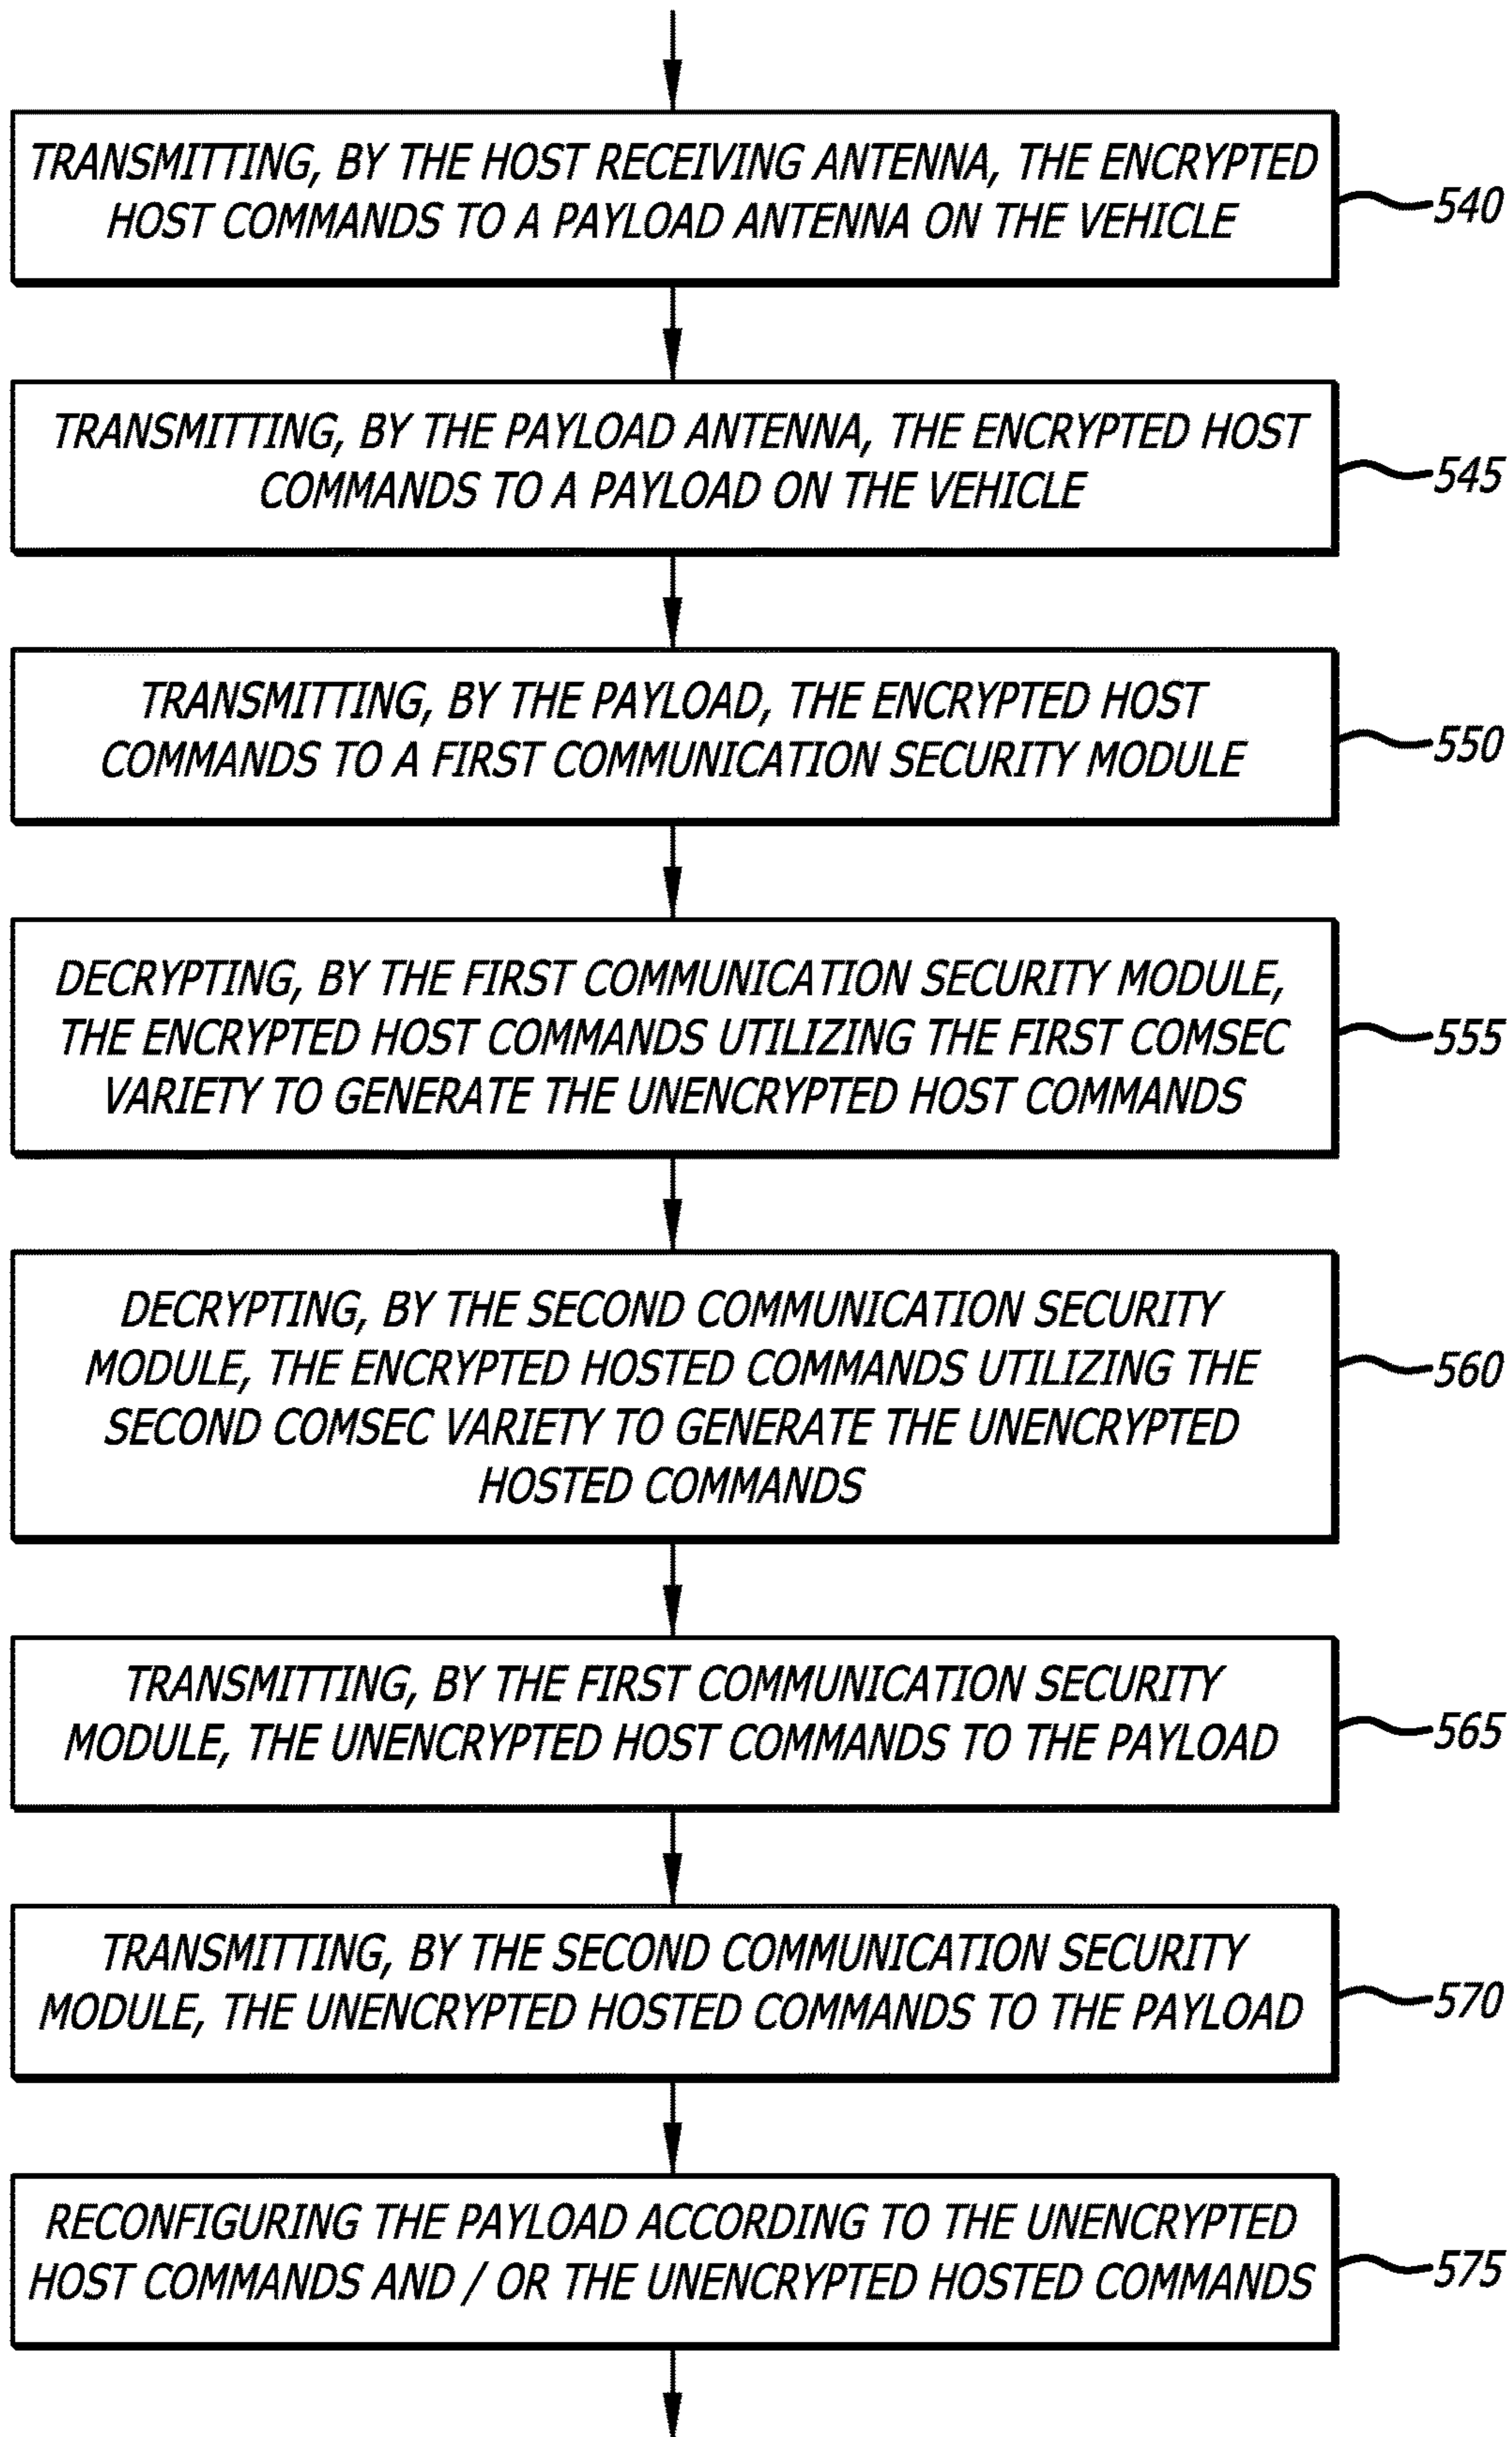 TRANSMITTING, BY THE HOST RECEIVING ANTENNA, THE ENCRYPTED
HOST COMMANDS TO A PAYLOAD ANTENNA ON THE VEHICLE
540
TRANSMITTING, BY THE PAYLOAD ANTENNA, THE ENCRYPTED HOST
COMMANDS TO A PAYLOAD ON THE VEHICLE
545
TRANSMITTING, BY THE PAYLOAD, THE ENCRYPTED HOST
COMMANDS TO A FIRST COMMUNICATION SECURITY MODULE
550
DECRYPTING, BY THE FIRST COMMUNICATION SECURITY MODULE,
THE ENCRYPTED HOST COMMANDS UTILIZING THE FIRST COMSEC
VARIETY TO GENERATE THE UNENCRYPTED HOST COMMANDS
555
DECRYPTING, BY THE SECOND COMMUNICATION SECURITY
MODULE, THE ENCRYPTED HOSTED COMMANDS UTILIZING THE
SECOND COMSEC VARIETY TO GENERATE THE UNENCRYPTED
HOSTED COMMANDS
560
TRANSMITTING, BY THE FIRST COMMUNICATION SECURITY
MODULE, THE UNENCRYPTED HOST COMMANDS TO THE PAYLOAD
565
TRANSMITTING, BY THE SECOND COMMUNICATION SECURITY
MODULE, THE UNENCRYPTED HOSTED COMMANDS TO THE PAYLOAD
570
RECONFIGURING THE PAYLOAD ACCORDING TO THE UNENCRYPTED
HOST COMMANDS AND / OR THE UNENCRYPTED HOSTED COMMANDS
575